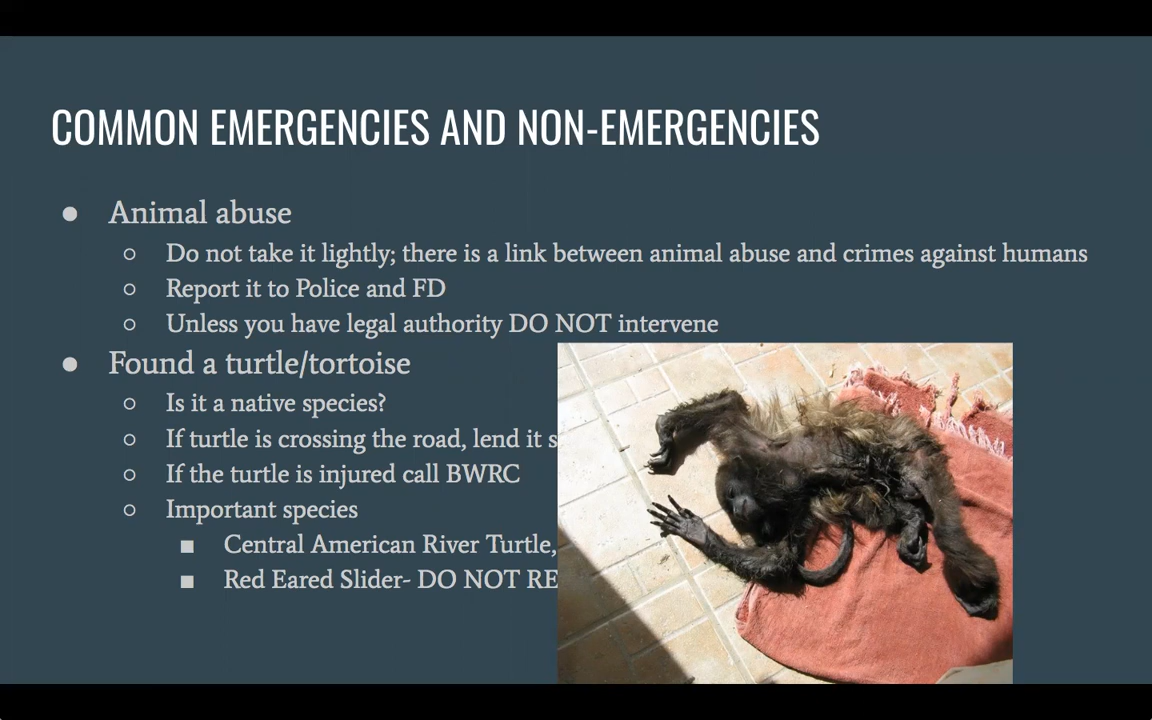 COMMON EMERGENCIES AND NON-EMERGENCIES
● Animal abuse
○ Do not take it lightly; there is a link between animal abuse and crimes against humans
○ Report it to Police and FD
○ Unless you have legal authority DO NOT intervene
● Found a turtle/tortoise
○ Is it a native species?
○ If turtle is crossing the road, lend it
○ If the turtle is injured call BWRC
○ Important species
■ Central American River Turtle,
■ Red Eared Slider- DO NOT